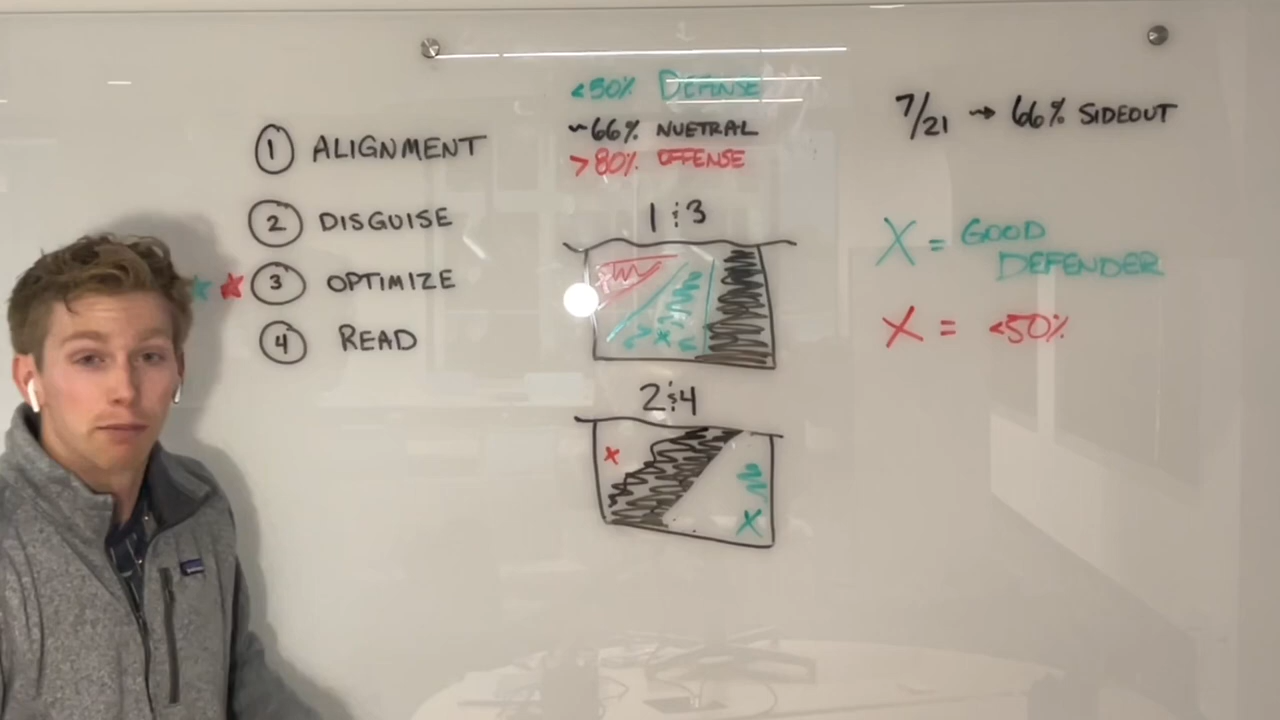 1 ALIGNMENT
2 DISGUISE
3 OPTIMIZE
4 READ
<50% DEFENSE
~66% NUETRAL
>80% OFFENSE
1 & 3
X
2 & 4
X
X
7/21 → 66% SIDEOUT
X = GOOD
DEFENDER
X = <50%